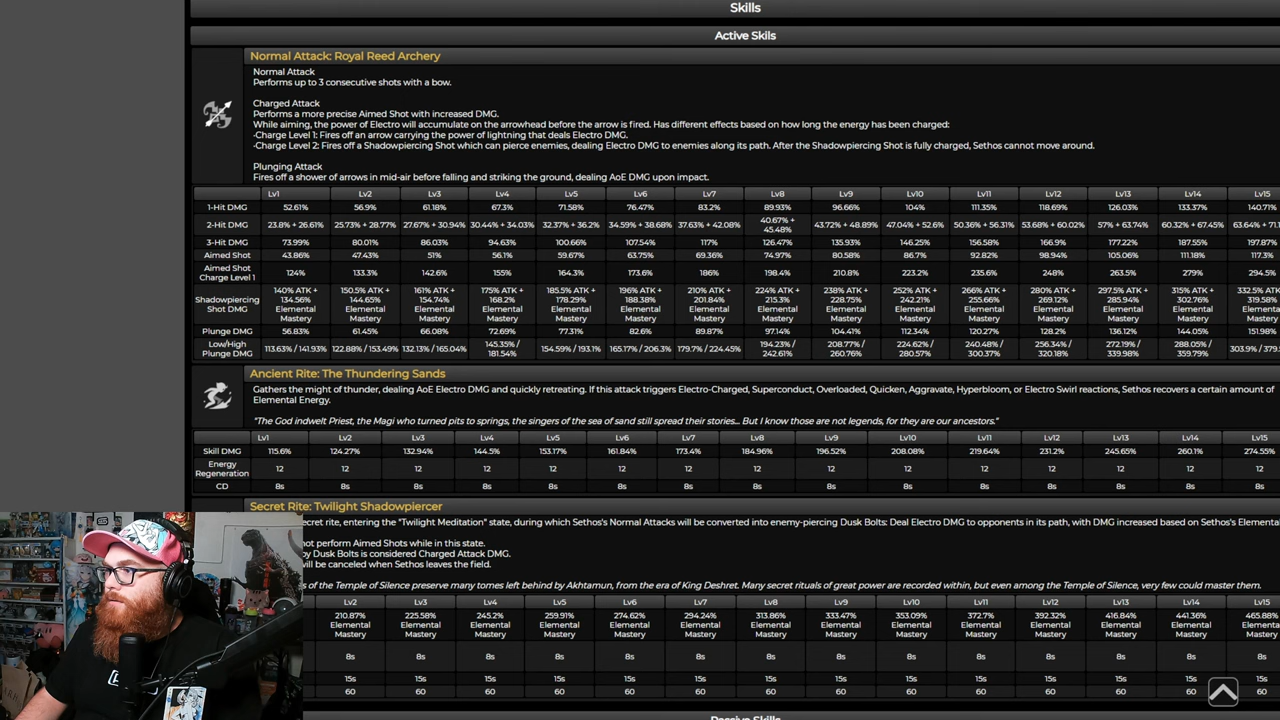 Skills
Active Skils
Normal Attack: Royal Reed Archery
Normal Attack
Performs up to 3 consecutive shots with a bow.
Charged Attack
Performs a more precise Aimed Shot with increased DMG.
While aiming, the power of Electro will accumulate on the arrowhead before the arrow is fired. Has different effects based on how long the energy has been charged:
·Charge Level 1: Fires off an arrow carrying the power of lightning that deals Electro DMG.
·Charge Level 2: Fires off a Shadowpiercing Shot which can pierce enemies, dealing Electro DMG to enemies along its path. After the Shadowpiercing Shot is fully charged, Sethos cannot move around.
Plunging Attack
Fires off a shower of arrows in mid-air before falling and striking the ground, dealing AoE DMG upon impact.
Lv1 Lv2 Lv3 Lv4 Lv5 Lv6 Lv7 Lv8 Lv9 Lv10 Lv11 Lv12 Lv13 Lv14 Lv15
1-Hit DMG 52.61% 56.9% 61.18% 67.3% 71.58% 76.47% 83.2% 89.93% 96.66% 104% 111.35% 118.69% 126.03% 133.37% 140.71%
2-Hit DMG 23.8% + 26.61% 25.73% + 28.77% 27.67% + 30.94% 30.44% + 34.03% 32.37% + 36.2% 34.59% + 38.68% 37.63% + 42.08% 40.67% + 45.48% 43.72% + 48.89% 47.04% + 52.6% 50.36% + 56.31% 53.68% + 60.02% 57% + 63.74% 60.32% + 67.45% 63.64% + 71.1
3-Hit DMG 73.99% 80.01% 86.03% 94.63% 100.66% 107.54% 117% 126.47% 135.93% 146.25% 156.58% 166.9% 177.22% 187.55% 197.87%
Aimed Shot 43.86% 47.43% 51% 56.1% 59.67% 63.75% 69.36% 74.97% 80.58% 86.7% 92.82% 98.94% 105.06% 111.18% 117.3%
Aimed Shot Charge Level 1 124% 133.3% 142.6% 155% 164.3% 173.6% 186% 198.4% 210.8% 223.2% 235.6% 248% 263.5% 279% 294.5%
140% ATK + 150.5% ATK + 161% ATK + 175% ATK + 185.5% ATK + 196% ATK + 210% ATK + 224% ATK + 238% ATK + 252% ATK + 266% ATK + 280% ATK + 297.5% ATK + 315% ATK + 332.5% ATK +
Shadowpiercing 134.56% 144.65% 154.74% 168.2% 178.29% 188.38% 201.84% 215.3% 228.75% 242.21% 255.66% 269.12% 285.94% 302.76% 319.58%
Shot DMG Elemental Elemental Elemental Elemental Elemental Elemental Elemental Elemental Elemental Elemental Elemental Elemental Elemental Elemental Elemental
Mastery Mastery Mastery Mastery Mastery Mastery Mastery Mastery Mastery Mastery Mastery Mastery Mastery Mastery Mastery
Plunge DMG 56.83% 61.45% 66.08% 72.69% 77.31% 82.6% 89.87% 97.14% 104.41% 112.34% 120.27% 128.2% 136.12% 144.05% 151.98%
Low/High Plunge DMG 113.63% / 141.93% 122.88% / 153.49% 132.13% / 165.04% 145.35% / 181.54% 154.59% / 193.1% 165.17% / 206.3% 179.7% / 224.45% 194.23% / 242.61% 208.77% / 260.76% 224.62% / 280.57% 240.48% / 300.37% 256.34% / 320.18% 272.19% / 339.98% 288.05% / 359.79% 303.9% / 379.
Ancient Rite: The Thundering Sands
Gathers the might of thunder, dealing AoE Electro DMG and quickly retreating. If this attack triggers Electro-Charged, Superconduct, Overloaded, Quicken, Aggravate, Hyperbloom, or Electro Swirl reactions, Sethos recovers a certain amount of
Elemental Energy.
"The God indwelt Priest, the Magi who turned pits to springs, the singers of the sea of sand still spread their stories... But I know those are not legends, for they are our ancestors."
Lv1 Lv2 Lv3 Lv4 Lv5 Lv6 Lv7 Lv8 Lv9 Lv10 Lv11 Lv12 Lv13 Lv14 Lv15
Skill DMG 115.6% 124.27% 132.94% 144.5% 153.17% 161.84% 173.4% 184.96% 196.52% 208.08% 219.64% 231.2% 245.65% 260.1% 274.55%
Energy Regeneration 12 12 12 12 12 12 12 12 12 12 12 12 12 12 12
CD 8s 8s 8s 8s 8s 8s 8s 8s 8s 8s 8s 8s 8s 8s 8s
Secret Rite: Twilight Shadowpiercer
ecret rite, entering the "Twilight Meditation" state, during which Sethos's Normal Attacks will be converted into enemy-piercing Dusk Bolts: Deal Electro DMG to opponents in its path, with DMG increased based on Sethos's Elementa
not perform Aimed Shots while in this state.
by Dusk Bolts is considered Charged Attack DMG.
will be canceled when Sethos leaves the field.
s of the Temple of Silence preserve many tomes left behind by Akhtamun, from the era of King Deshret. Many secret rituals of great power are recorded within, but even among the Temple of Silence, very few could master them.
Lv2 Lv3 Lv4 Lv5 Lv6 Lv7 Lv8 Lv9 Lv10 Lv11 Lv12 Lv13 Lv14 Lv15
210.87% 225.58% 245.2% 259.91% 274.62% 294.24% 313.86% 333.47% 353.09% 372.7% 392.32% 416.84% 441.36% 465.88%
Elemental Elemental Elemental Elemental Elemental Elemental Elemental Elemental Elemental Elemental Elemental Elemental Elemental Elemental
Mastery Mastery Mastery Mastery Mastery Mastery Mastery Mastery Mastery Mastery Mastery Mastery Mastery Mastery
8s 8s 8s 8s 8s 8s 8s 8s 8s 8s 8s 8s 8s 8s
15s 15s 15s 15s 15s 15s 15s 15s 15s 15s 15s 15s 15s 15s
60 60 60 60 60 60 60 60 60 60 60 60 60 60
Passive Skills